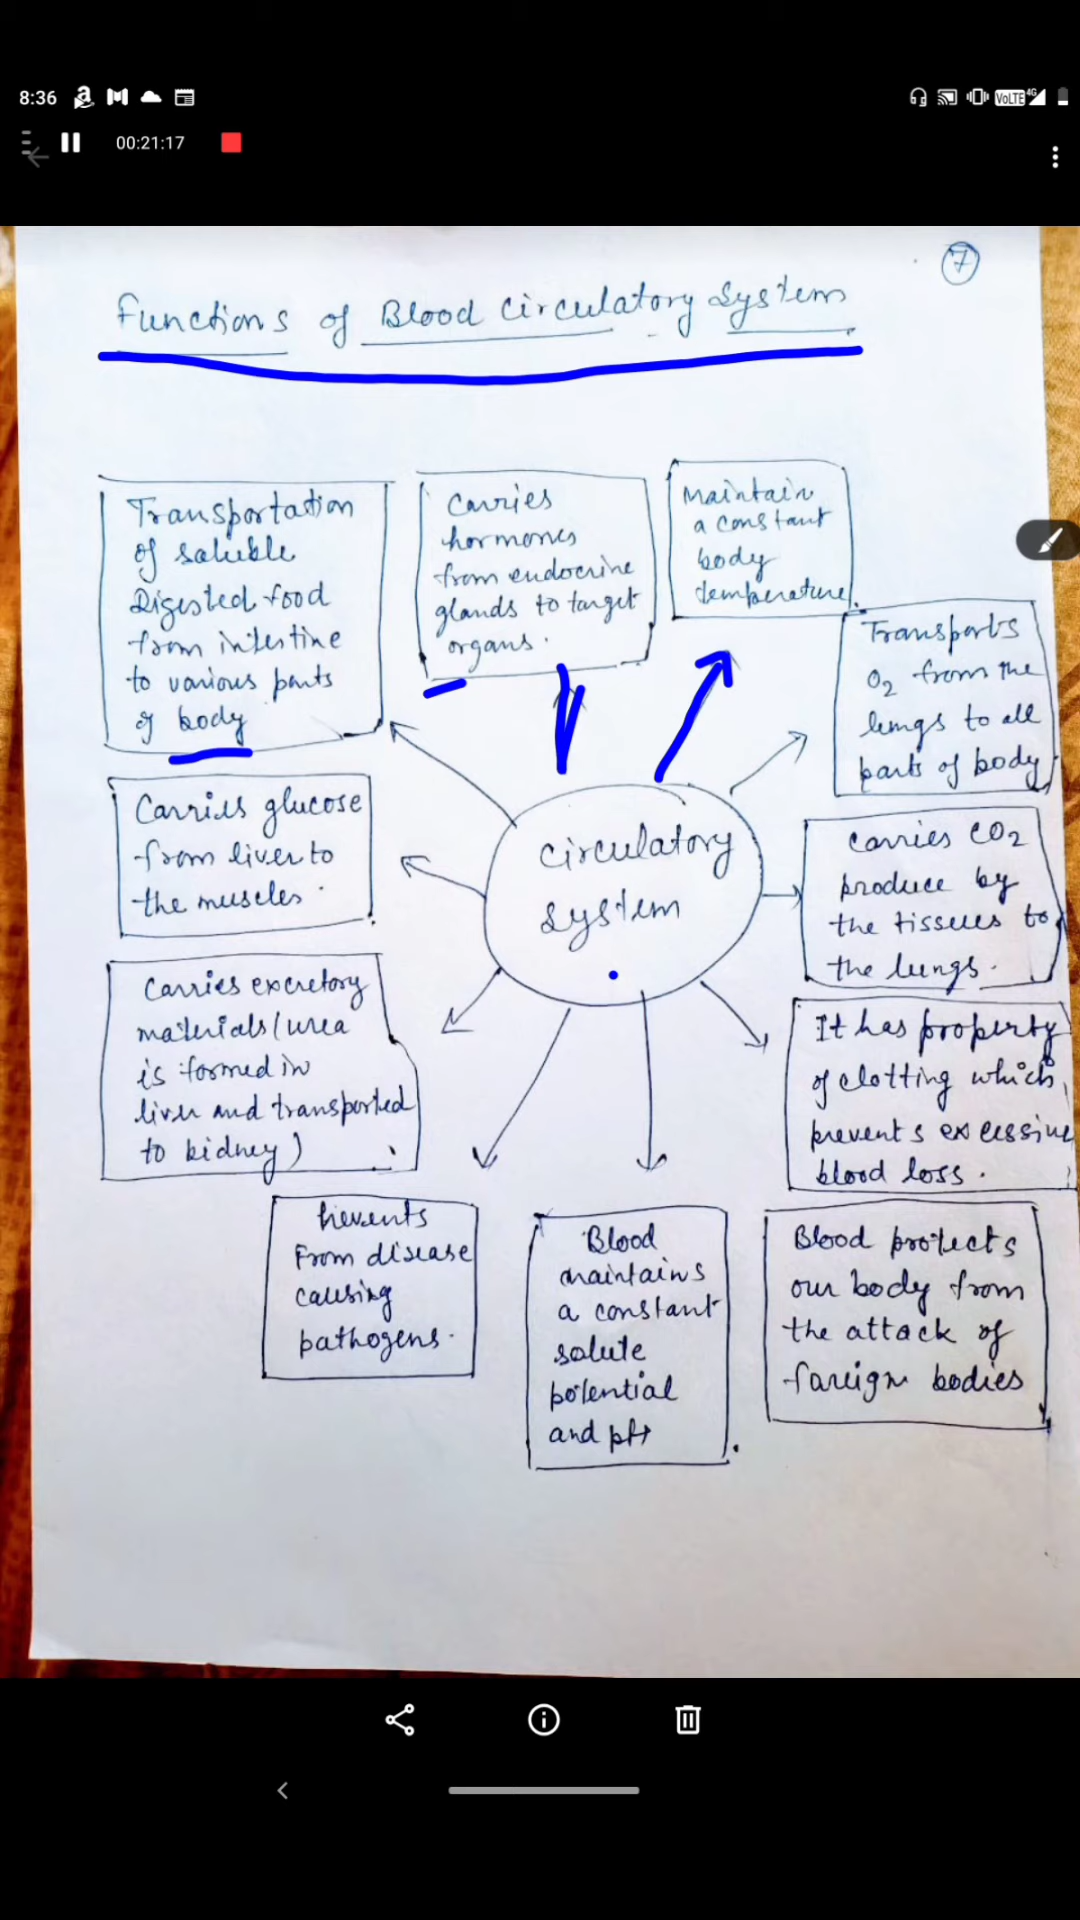 8:36
VoLTE 4G
00:21:17
7
Functions of Blood Circulatory System
Transportation
of soluble
Digested food
from intestine
to various parts
of body
Carries
hormones
from endocrine
glands to target
organs.
Maintain
a constant
body
temperature.
Transports
O2 from the
lungs to all
parts of body
Carries glucose
from liver to
the muscles.
circulatory
system
Carries CO2
produce by
the tissues to
the lungs.
Carries excretory
materials (urea
is formed in
liver and transported
to kidney)
It has property
of clotting which
prevents excessive
blood loss.
Prevents
From disease
causing
pathogens.
Blood
maintains
a constant
solute
potential
and pH
Blood protects
our body from
the attack of
foreign bodies